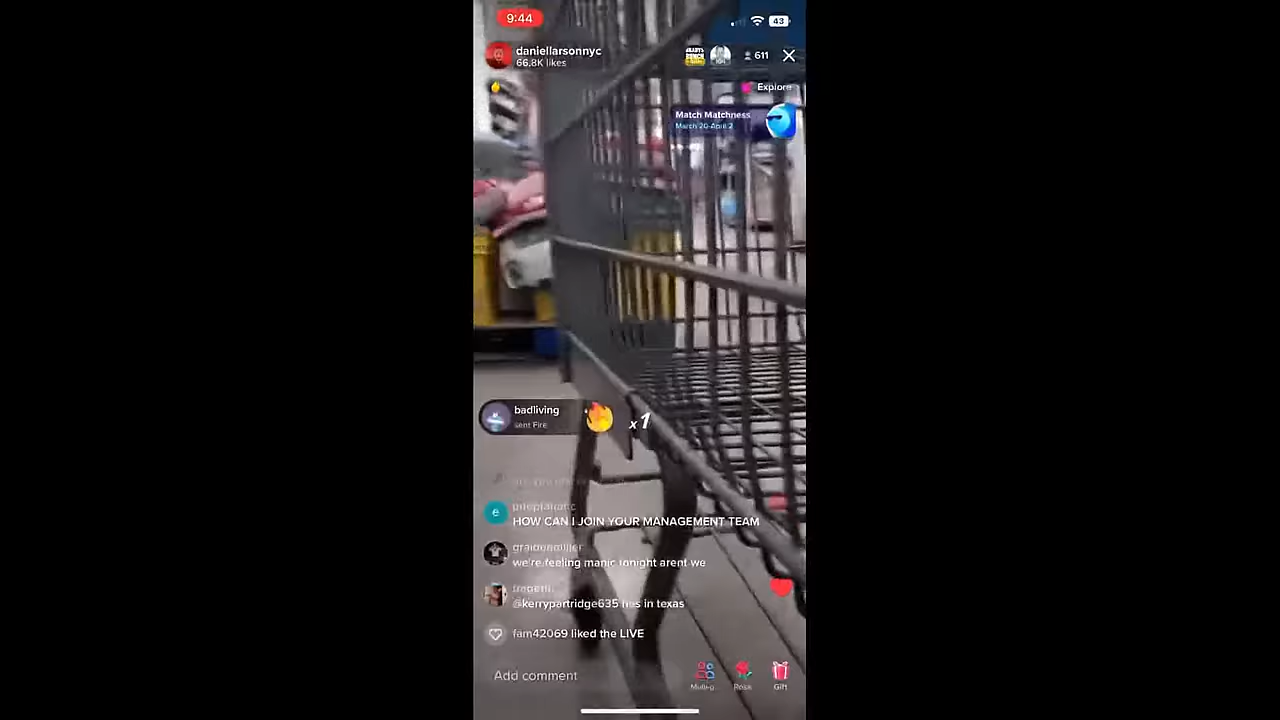 9:44
43
daniellarsonnyc
66.8K likes
611
Explore
Match Matchness
March 20-April 2
badliving
sent Fire
x1
HOW CAN I JOIN YOUR MANAGEMENT TEAM
we're feeling manic tonight arent we
@kerrypartridge635 hes in texas
fam42069 liked the LIVE
Add comment
Rose
Gift